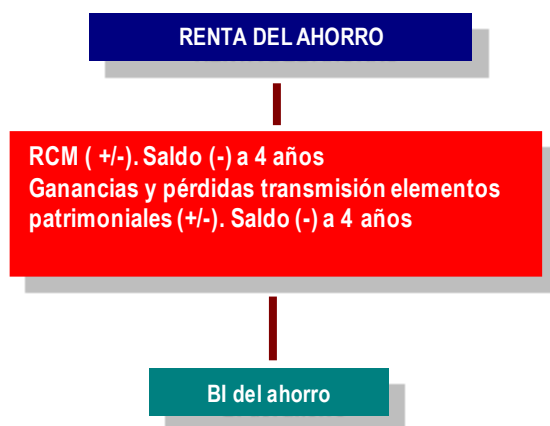 RENTA DEL AHORRO
RCM ( +/-). Saldo (-) a 4 años
Ganancias y pérdidas transmisión elementos
patrimoniales (+/-). Saldo (-) a 4 años
BI del ahorro